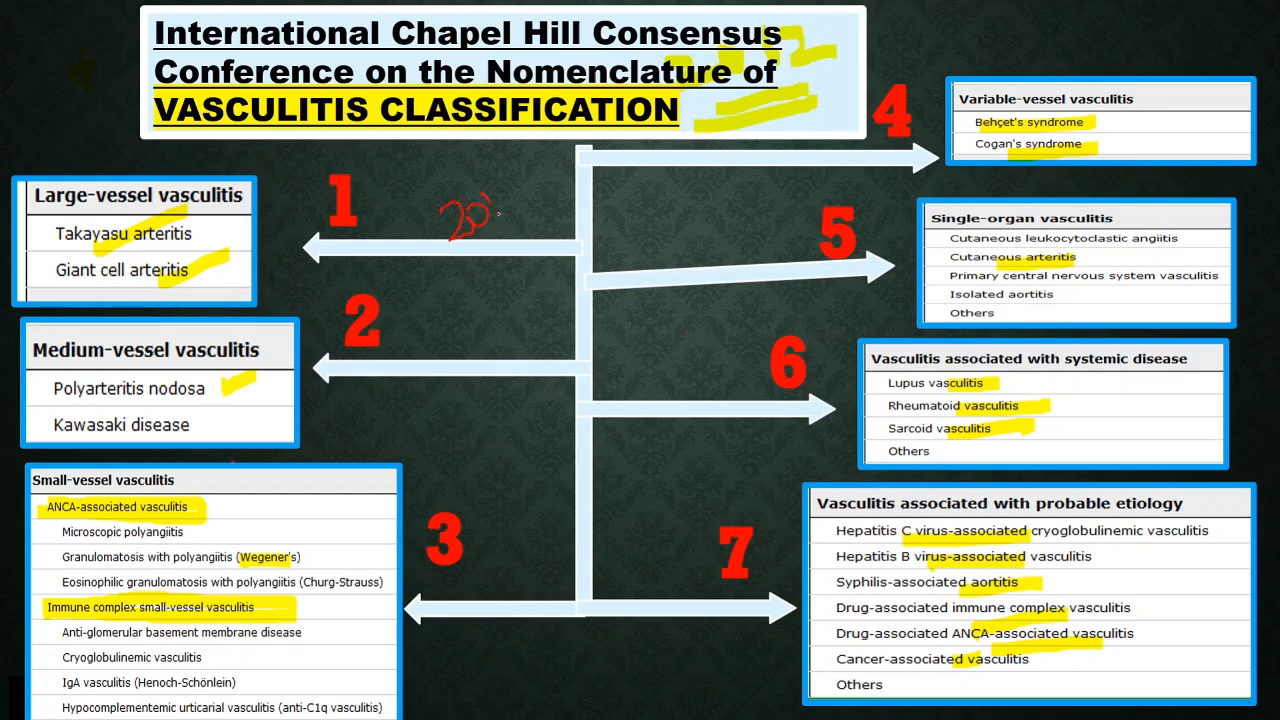 International Chapel Hill Consensus
Conference on the Nomenclature of
VASCULITIS CLASSIFICATION
1
Large-vessel vasculitis
Takayasu arteritis
Giant cell arteritis
2
Medium-vessel vasculitis
Polyarteritis nodosa
Kawasaki disease
3
Small-vessel vasculitis
ANCA-associated vasculitis
Microscopic polyangiitis
Granulomatosis with polyangiitis (Wegener's)
Eosinophilic granulomatosis with polyangiitis (Churg-Strauss)
Immune complex small-vessel vasculitis
Anti-glomerular basement membrane disease
Cryoglobulinemic vasculitis
IgA vasculitis (Henoch-Schönlein)
Hypocomplementemic urticarial vasculitis (anti-C1q vasculitis)
4
Variable-vessel vasculitis
Behçet's syndrome
Cogan's syndrome
5
Single-organ vasculitis
Cutaneous leukocytoclastic angiitis
Cutaneous arteritis
Primary central nervous system vasculitis
Isolated aortitis
Others
6
Vasculitis associated with systemic disease
Lupus vasculitis
Rheumatoid vasculitis
Sarcoid vasculitis
Others
7
Vasculitis associated with probable etiology
Hepatitis C virus-associated cryoglobulinemic vasculitis
Hepatitis B virus-associated vasculitis
Syphilis-associated aortitis
Drug-associated immune complex vasculitis
Drug-associated ANCA-associated vasculitis
Cancer-associated vasculitis
Others